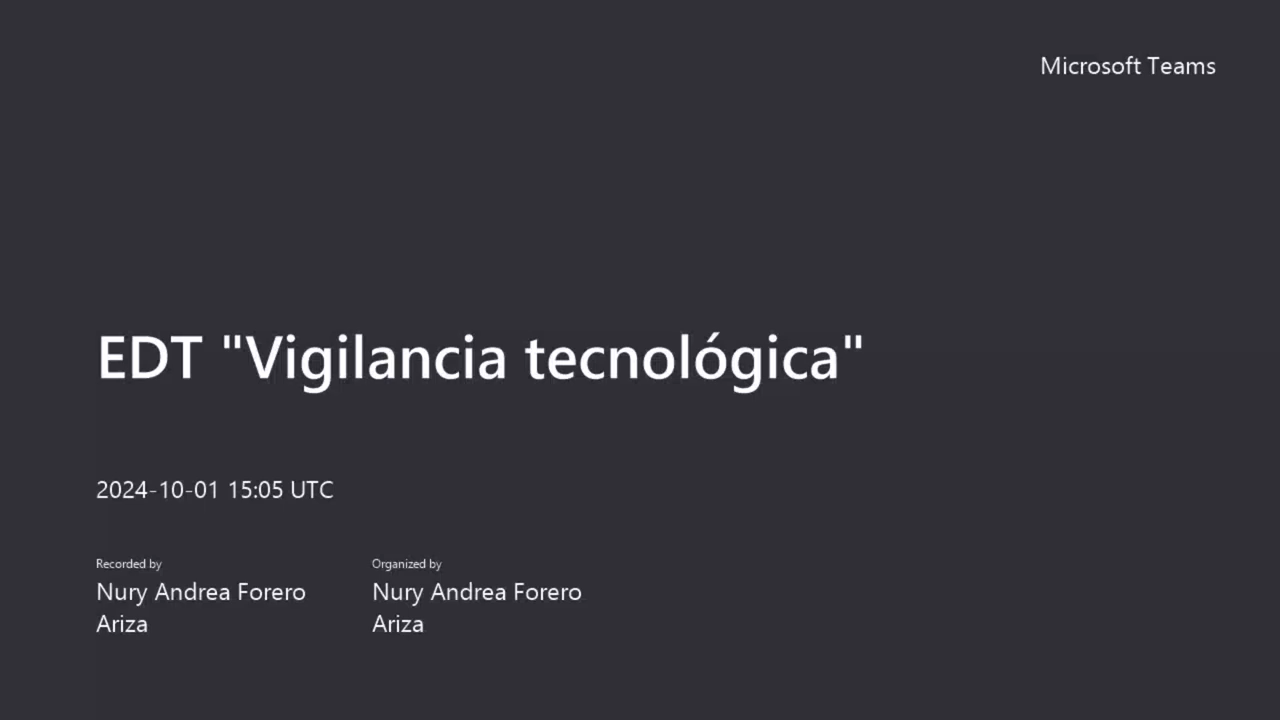 Microsoft Teams
EDT "Vigilancia tecnológica"
2024-10-01 15:05 UTC
Recorded by
Nury Andrea Forero
Ariza
Organized by
Nury Andrea Forero
Ariza